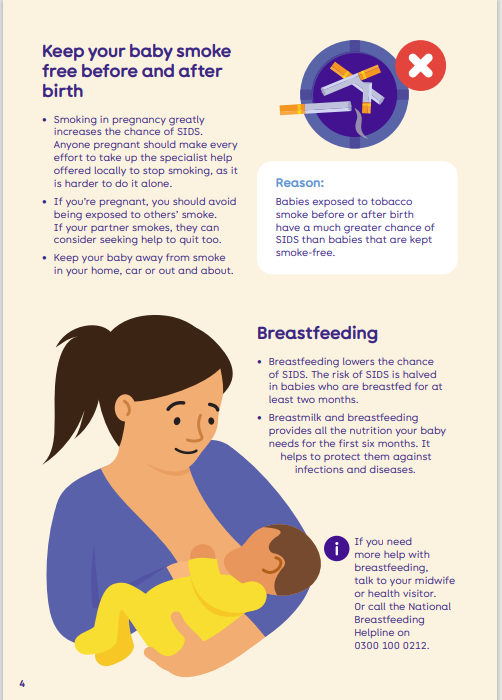 Keep your baby smoke
free before and after
birth
• Smoking in pregnancy greatly
increases the chance of SIDS.
Anyone pregnant should make every
effort to take up the specialist help
offered locally to stop smoking, as it
is harder to do it alone.
• If you're pregnant, you should avoid
being exposed to others' smoke.
If your partner smokes, they can
consider seeking help to quit too.
• Keep your baby away from smoke
in your home, car or out and about.
Reason:
Babies exposed to tobacco
smoke before or after birth
have a much greater chance of
SIDS than babies that are kept
smoke-free.
Breastfeeding
• Breastfeeding lowers the chance
of SIDS. The risk of SIDS is halved
in babies who are breastfed for at
least two months.
• Breastmilk and breastfeeding
provides all the nutrition your baby
needs for the first six months. It
helps to protect them against
infections and diseases.
i
If you need
more help with
breastfeeding,
talk to your midwife
or health visitor.
Or call the National
Breastfeeding
Helpline on
0300 100 0212.
4